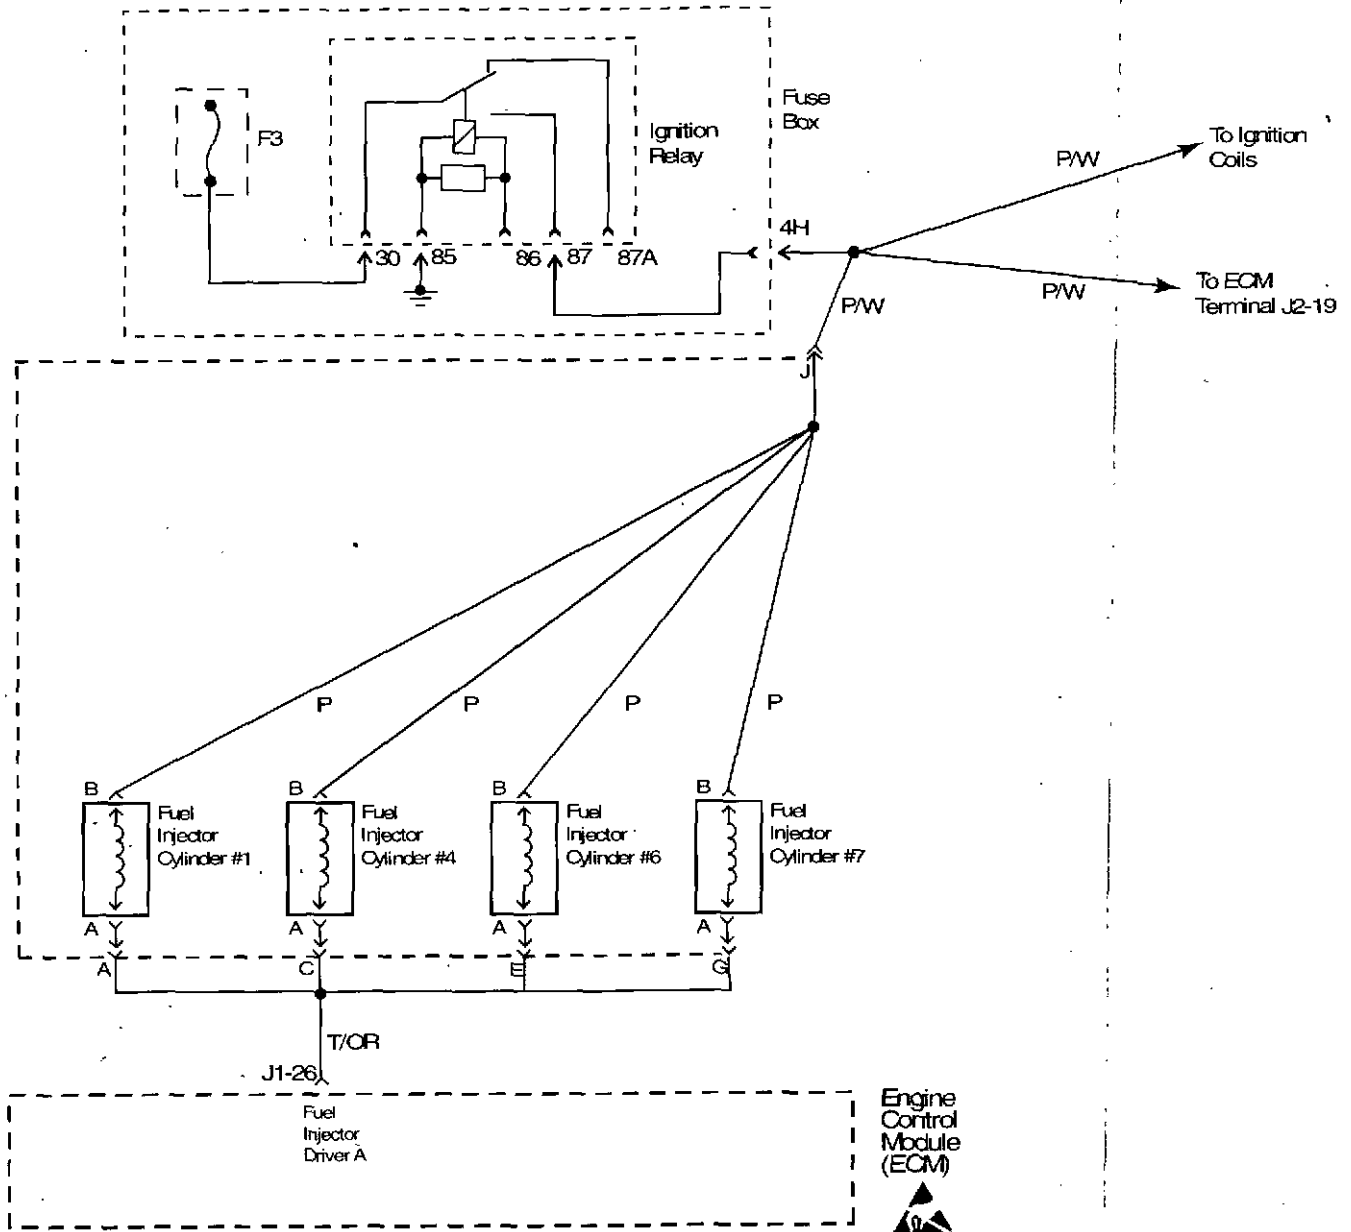 Fuse
Box
F3
Ignition
Relay
To Ignition
Coils
P/W
4H
30
85
86
87
87A
P/W
To ECM
Terminal J2-19
P/W
J
P
P
P
P
B
B
B
B
Fuel
Injector
Cylinder #1
Fuel
Injector
Cylinder #4
Fuel
Injector
Cylinder #6
Fuel
Injector
Cylinder #7
A
A
A
A
A
C
E
G
T/OR
J1-26
Fuel
Injector
Driver A
Engine
Control
Module
(ECM)